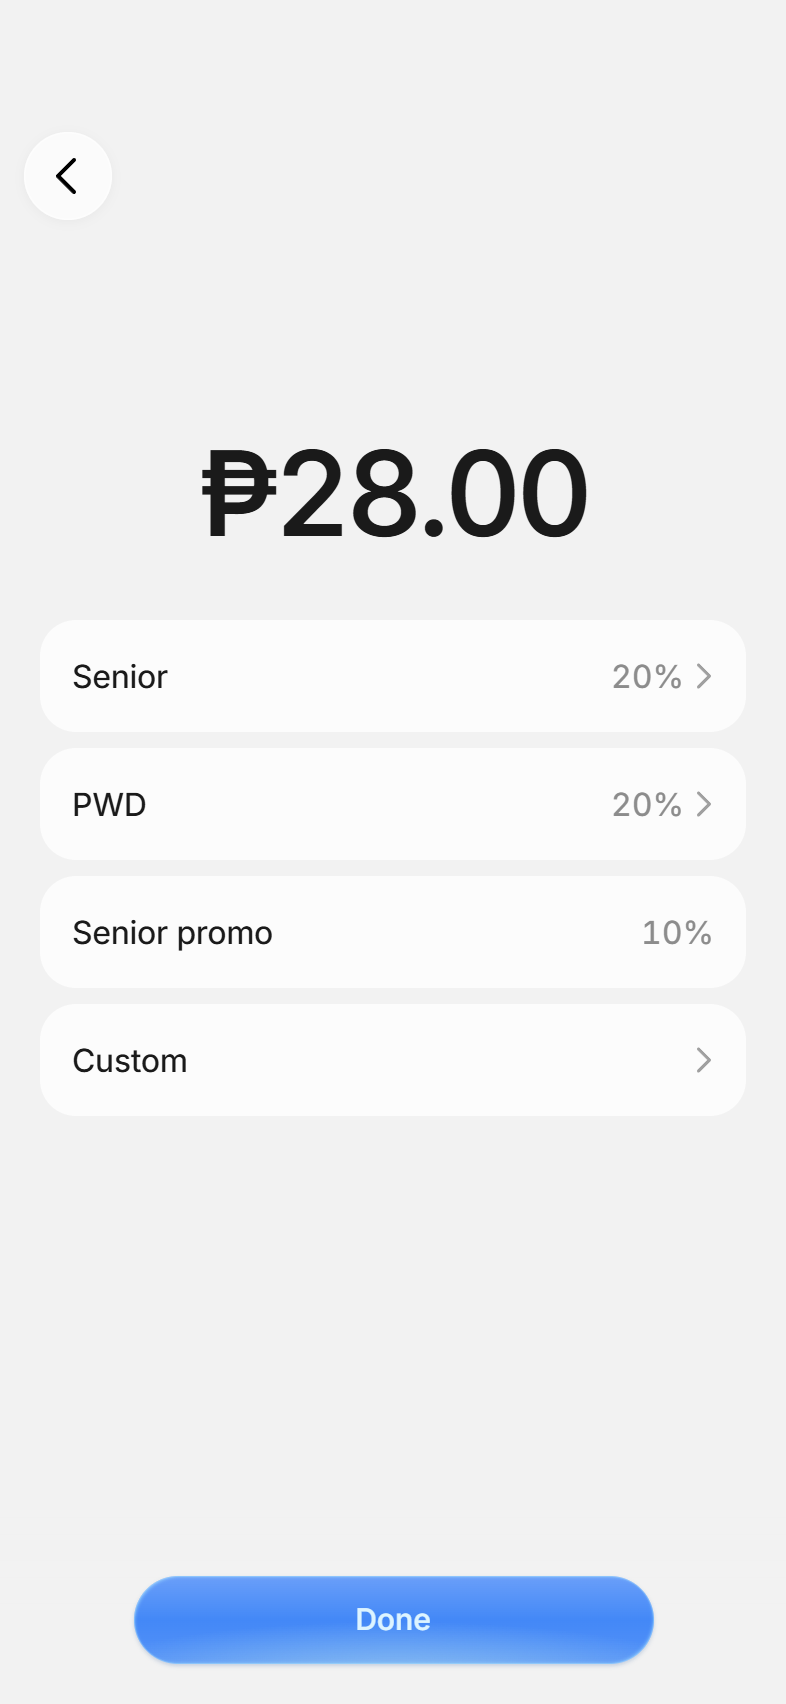 ₱28.00
Senior 20%
PWD 20%
Senior promo 10%
Custom
Done